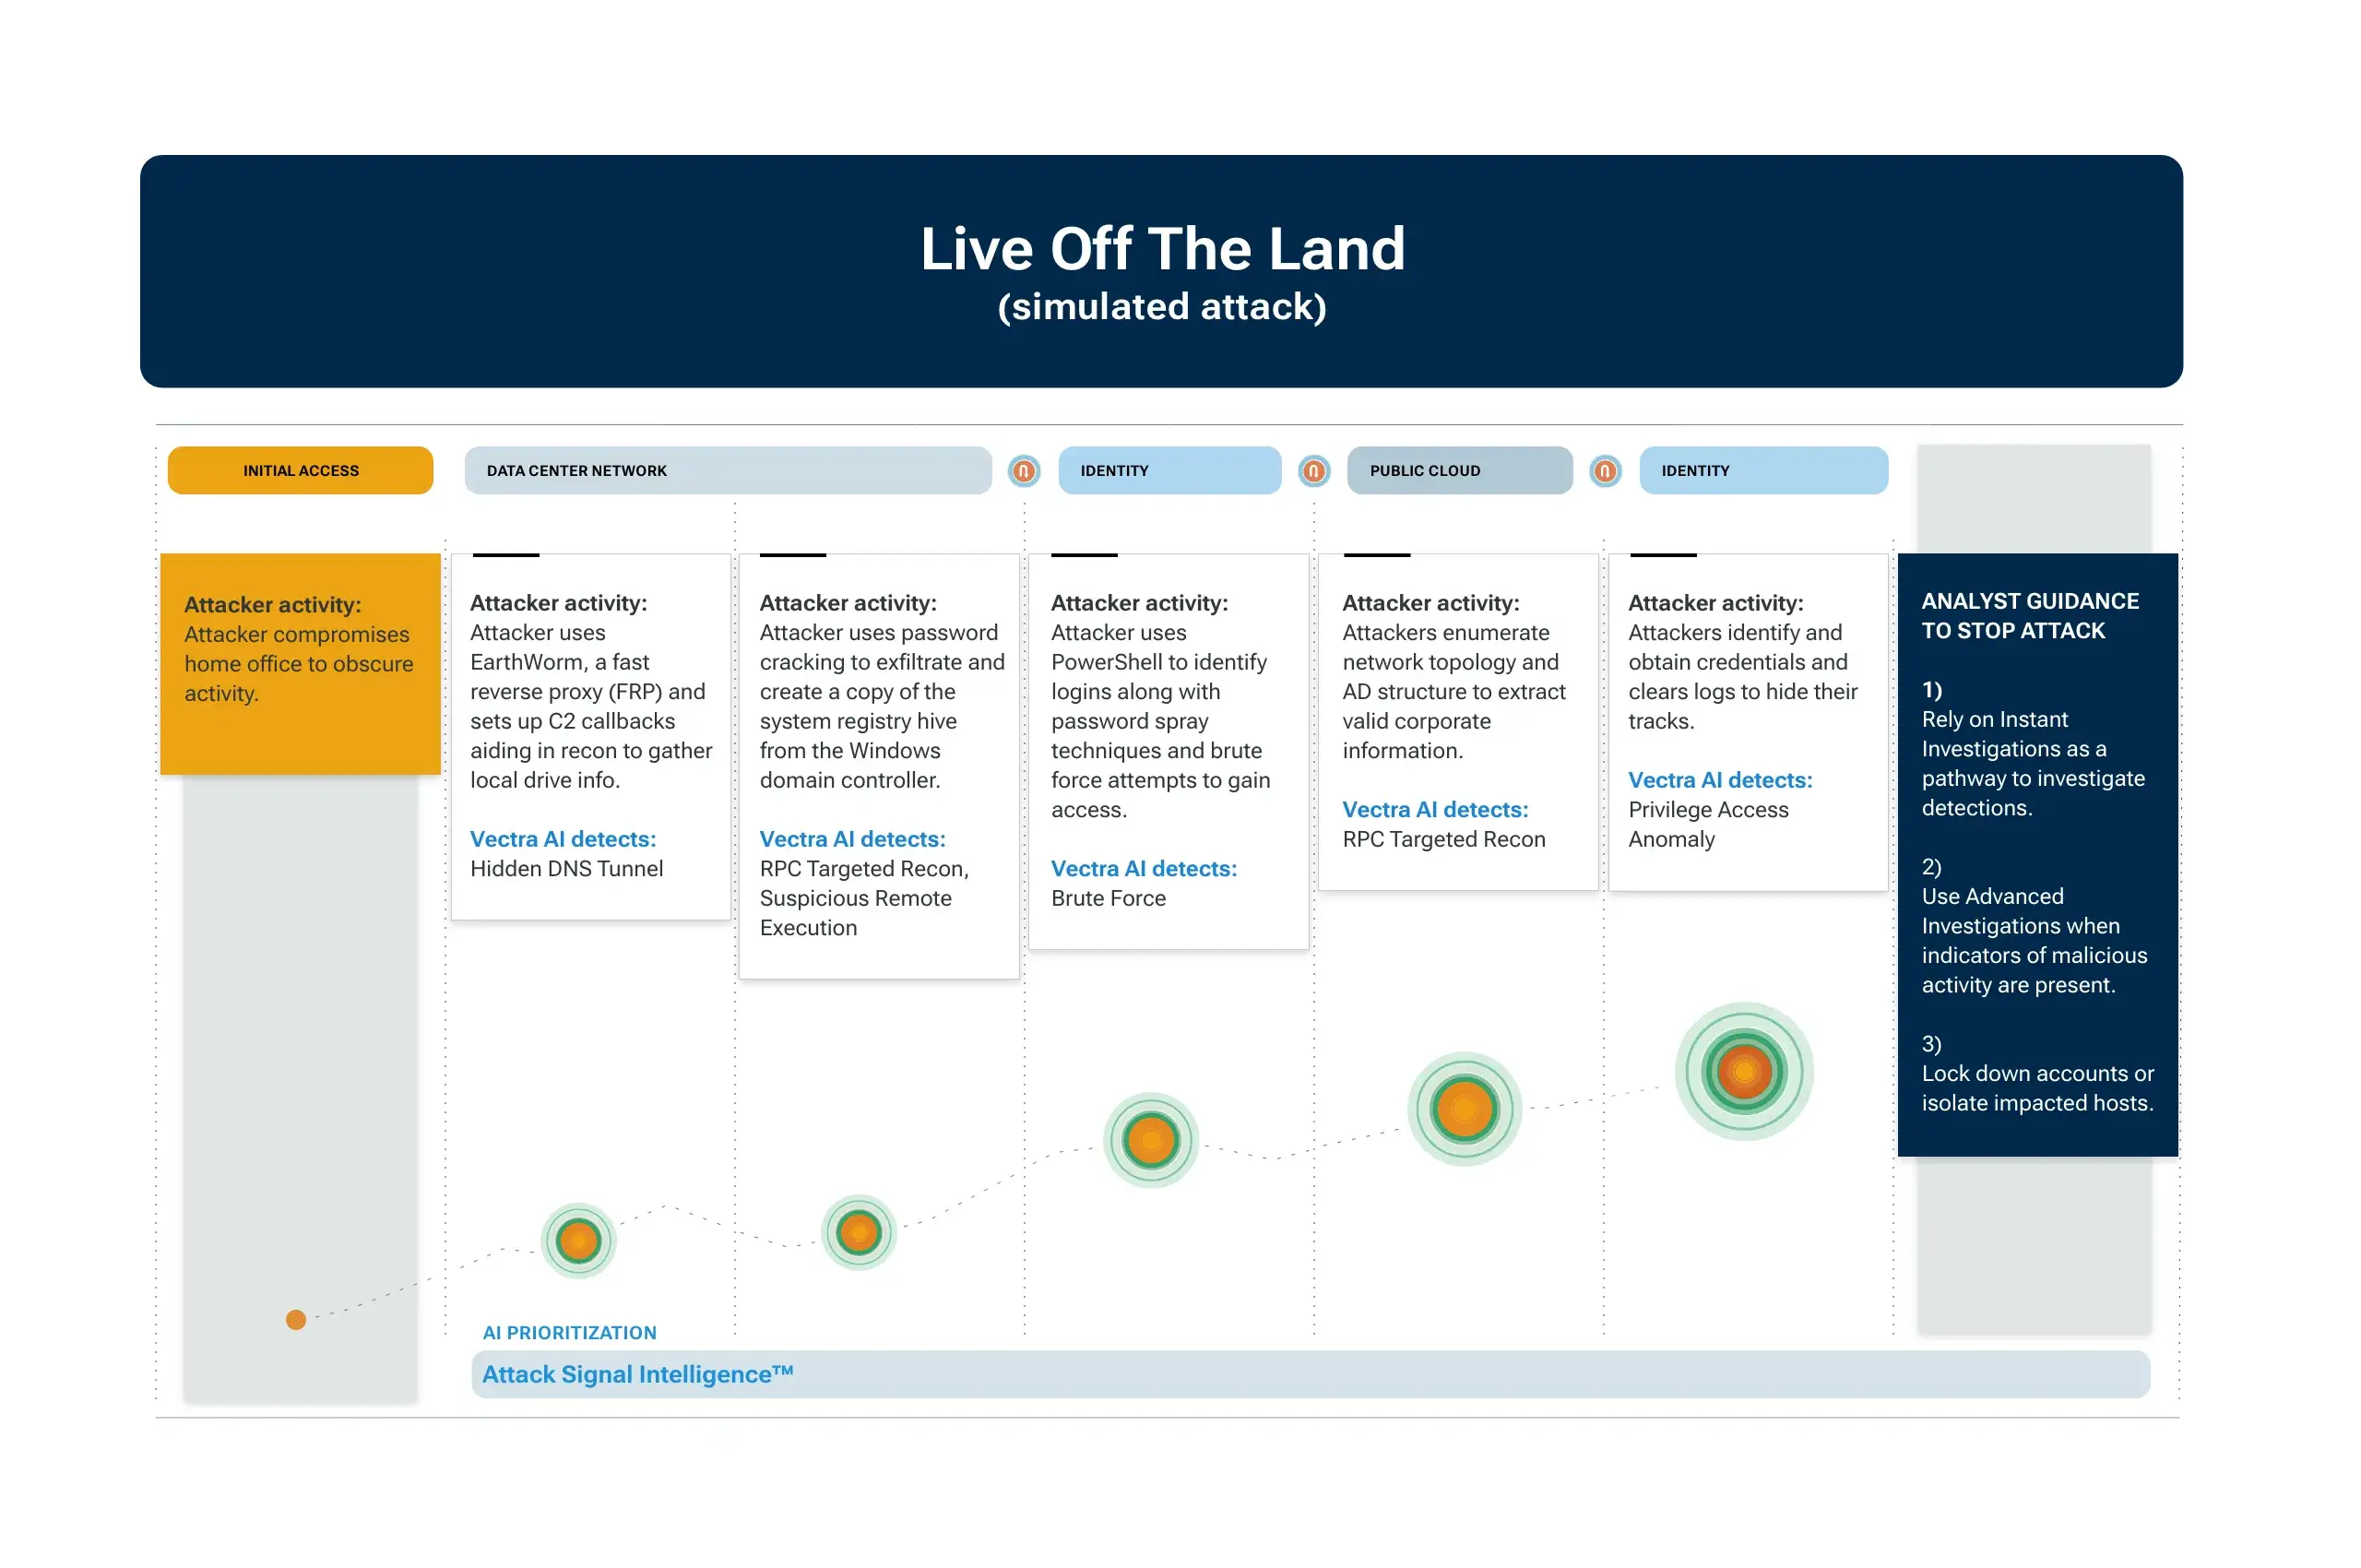 Live Off The Land
(simulated attack)
INITIAL ACCESS
DATA CENTER NETWORK
IDENTITY
PUBLIC CLOUD
IDENTITY
Attacker activity:
Attacker compromises
home office to obscure
activity.
Attacker activity:
Attacker uses
EarthWorm, a fast
reverse proxy (FRP) and
sets up C2 callbacks
aiding in recon to gather
local drive info.
Vectra AI detects:
Hidden DNS Tunnel
Attacker activity:
Attacker uses password
cracking to exfiltrate and
create a copy of the
system registry hive
from the Windows
domain controller.
Vectra AI detects:
RPC Targeted Recon,
Suspicious Remote
Execution
Attacker activity:
Attacker uses
PowerShell to identify
logins along with
password spray
techniques and brute
force attempts to gain
access.
Vectra AI detects:
Brute Force
Attacker activity:
Attackers enumerate
network topology and
AD structure to extract
valid corporate
information.
Vectra AI detects:
RPC Targeted Recon
Attacker activity:
Attackers identify and
obtain credentials and
clears logs to hide their
tracks.
Vectra AI detects:
Privilege Access
Anomaly
ANALYST GUIDANCE
TO STOP ATTACK
1)
Rely on Instant
Investigations as a
pathway to investigate
detections.
2)
Use Advanced
Investigations when
indicators of malicious
activity are present.
3)
Lock down accounts or
isolate impacted hosts.
AI PRIORITIZATION
Attack Signal Intelligence™